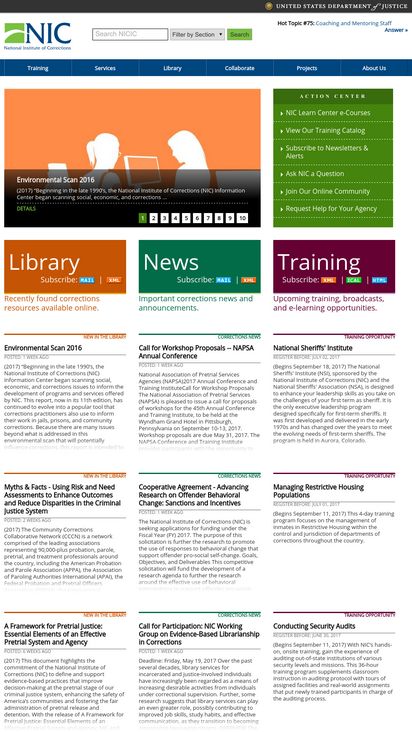 UNITED STATES DEPARTMENT of JUSTICE
NIC
National Institute of Corrections
Search NICIC
Filter by Section
Search
Hot Topic #75: Coaching and Mentoring Staff
Answer »
Training
Services
Library
Collaborate
Projects
About Us
Environmental Scan 2016
(2017) "Beginning in the late 1990's, the National Institute of Corrections (NIC) Information
Center began scanning social, economic, and corrections ...
DETAILS
1 2 3 4 5 6 7 8 9 10
ACTION CENTER
NIC Learn Center e-Courses
View Our Training Catalog
Subscribe to Newsletters &
Alerts
Ask NIC a Question
Join Our Online Community
Request Help for Your Agency
Library
Subscribe: MAIL | XML
Recently found corrections
resources available online.
News
Subscribe: MAIL | XML
Important corrections news and
announcements.
Training
Subscribe: XML | ICAL | HTML
Upcoming training, broadcasts,
and e-learning opportunities.
NEW IN THE LIBRARY
Environmental Scan 2016
POSTED: 1 WEEK AGO
(2017) "Beginning in the late 1990's, the
National Institute of Corrections (NIC)
Information Center began scanning social,
economic, and corrections issues to inform the
development of programs and services offered
by NIC. This report, now in its 11th edition, has
continued to evolve into a popular tool that
corrections practitioners also use to inform
their work in jails, prisons, and community
corrections. Because there are many issues
beyond what is addressed in this
environmental scan that will potentially
CORRECTIONS NEWS
Call for Workshop Proposals -- NAPSA
Annual Conference
POSTED: 1 WEEK AGO
National Association of Pretrial Services
Agencies (NAPSA)2017 Annual Conference and
Training InstituteCall for Workshop Proposals
The National Association of Pretrial Services
(NAPSA) is pleased to issue a call for proposals
of workshops for the 45th Annual Conference
and Training Institute, to be held at the
Wyndham Grand Hotel in Pittsburgh,
Pennsylvania on September 10-13, 2017.
Workshop proposals are due May 31, 2017. The
NAPSA Conference and Training Institute
TRAINING OPPORTUNITY
National Sheriffs' Institute
REGISTER BEFORE: JULY 02, 2017
(Begins September 18, 2017) The National
Sheriffs' Institute (NSI), sponsored by the
National Institute of Corrections (NIC) and the
National Sheriffs' Association (NSA), is designed
to enhance your leadership skills as you take on
the challenges of your first term as sheriff. It is
the only executive leadership program
designed specifically for first-term sheriffs. It
was first developed and delivered in the early
1970's and has changed over the years to meet
the evolving needs of first-term sheriffs. The
program is held in Aurora, Colorado.
NEW IN THE LIBRARY
Myths & Facts - Using Risk and Need
Assessments to Enhance Outcomes
and Reduce Disparities in the Criminal
Justice System
POSTED: 2 WEEKS AGO
(2017) The Community Corrections
Collaborative Network (CCCN) is a network
comprised of the leading associations
representing 90,000-plus probation, parole,
pretrial, and treatment professionals around
the country, including the American Probation
and Parole Association (APPA), the Association
of Paroling Authorities International (APAI),
Federal Probation and Pretrial Officers
CORRECTIONS NEWS
Cooperative Agreement - Advancing
Research on Offender Behavioral
Change: Sanctions and Incentives
POSTED: 1 WEEK AGO
The National Institute of Corrections (NIC) is
seeking applications for funding under the
Fiscal Year (FY) 2017. The purpose of this
solicitation is further the research to promote
the use of responses to behavioral change that
support offender pro-social self-change. Goals,
Objectives, and Deliverables This competitive
solicitation will fund the development of a
research agenda to further the research
around the effective use of behavioral
TRAINING OPPORTUNITY
Managing Restrictive Housing
Populations
REGISTER BEFORE: JULY 01, 2017
(Begins September 11, 2017) This 4-day training
program focuses on the management of
inmates in Restrictive Housing within the
control and jurisdiction of departments of
corrections throughout the country.
NEW IN THE LIBRARY
A Framework for Pretrial Justice:
Essential Elements of an Effective
Pretrial System and Agency
POSTED: 6 WEEKS AGO
(2017) This document highlights the
commitment of the National Institute of
Corrections (NIC) to define and support
evidence-based practices that improve
decision-making at the pretrial stage of our
criminal justice system, enhancing the safety of
America's communities and fostering the fair
administration of pretrial release and
detention. With the release of A Framework for
Pretrial Justice: Essential Elements of an
CORRECTIONS NEWS
Call for Participation: NIC Working
Group on Evidence-Based Librarianship
in Corrections
POSTED: 1 WEEK AGO
Deadline: Friday, May 19, 2017 Over the past
several decades, library services for
incarcerated and justice-involved individuals
have increasingly been regarded as a means of
increasing desirable activities from individuals
under correctional supervision. Further, some
research suggests that library services can play
an even greater role, possibly contributing to
improved job skills, study habits, and effective
communication, as they transition to becoming
TRAINING OPPORTUNITY
Conducting Security Audits
REGISTER BEFORE: JUNE 30, 2017
(Begins September 11, 2017) With NIC's hands-
on, onsite training, gain the experience of
auditing out-of-state institutions of various
security levels and missions. This 36-hour
training program supplements classroom
instruction in auditing protocol with tours of
assigned facilities and real-world assignments
that put newly trained participants in charge of
the auditing process.